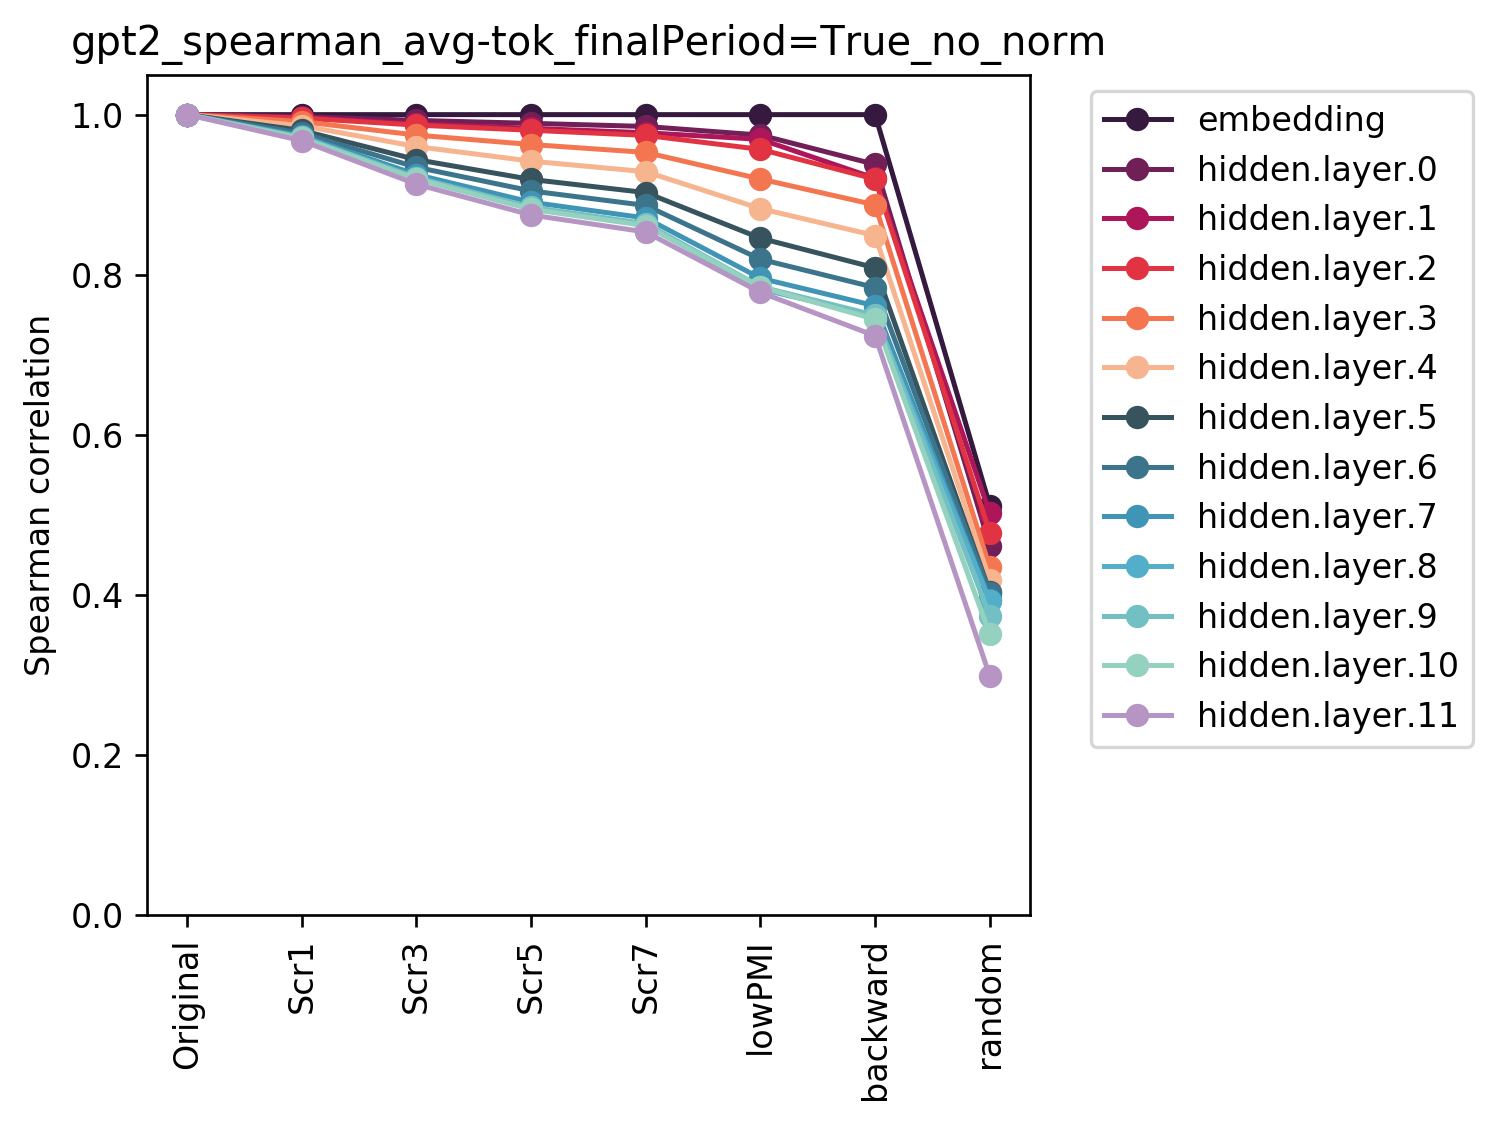 gpt2_spearman_avg-tok_finalPeriod=True_no_norm
Spearman correlation
1.0
0.8
0.6
0.4
0.2
0.0
Original
Scr1
Scr3
Scr5
Scr7
lowPMI
backward
random
embedding
hidden.layer.0
hidden.layer.1
hidden.layer.2
hidden.layer.3
hidden.layer.4
hidden.layer.5
hidden.layer.6
hidden.layer.7
hidden.layer.8
hidden.layer.9
hidden.layer.10
hidden.layer.11